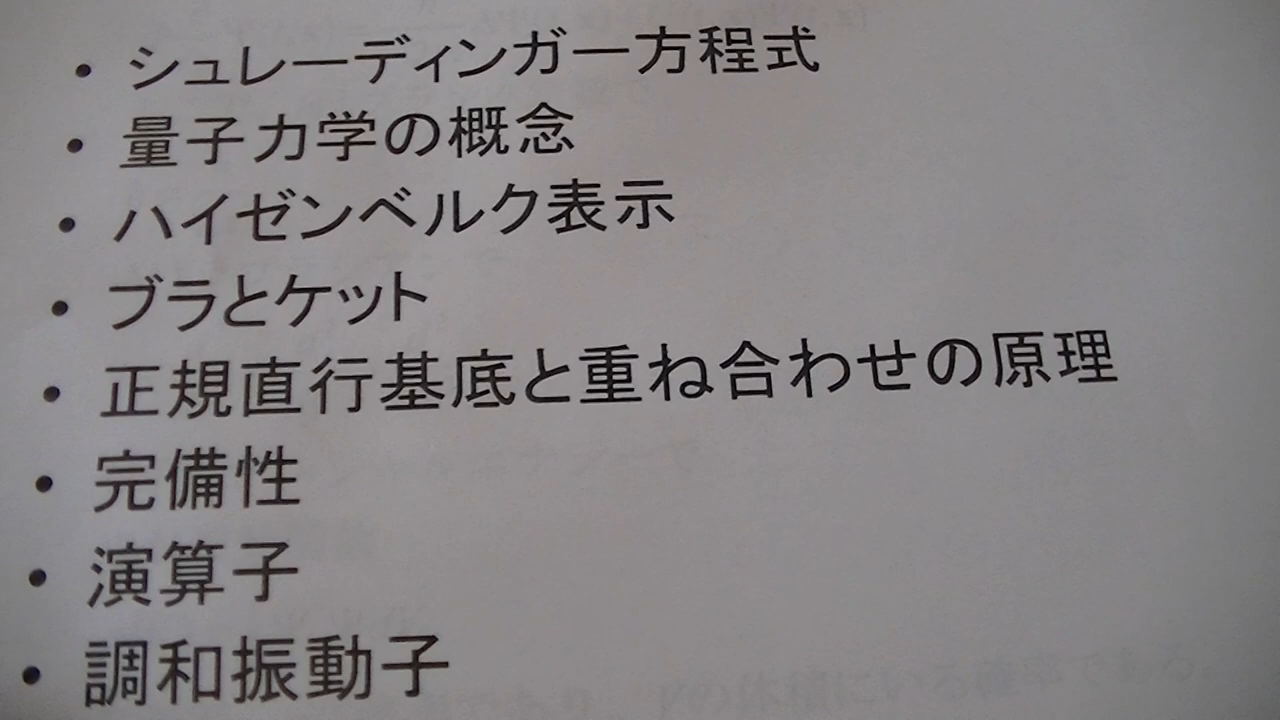 ・シュレーディンガー方程式
・量子力学の概念
・ハイゼンベルク表示
・ブラとケット
・正規直行基底と重ね合わせの原理
・完備性
・演算子
・調和振動子